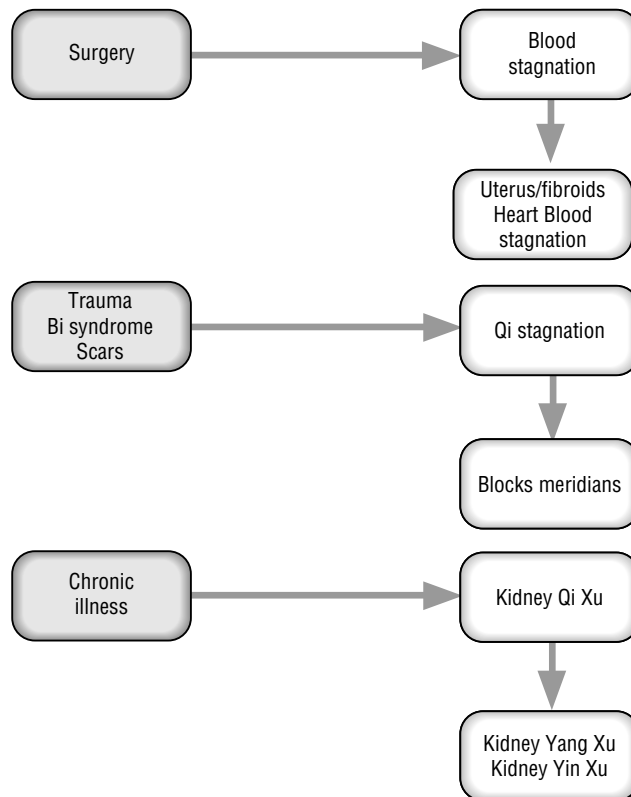 Surgery
Blood
stagnation
Uterus/fibroids
Heart Blood
stagnation
Trauma
Bi syndrome
Scars
Qi stagnation
Blocks meridians
Chronic
illness
Kidney Qi Xu
Kidney Yang Xu
Kidney Yin Xu